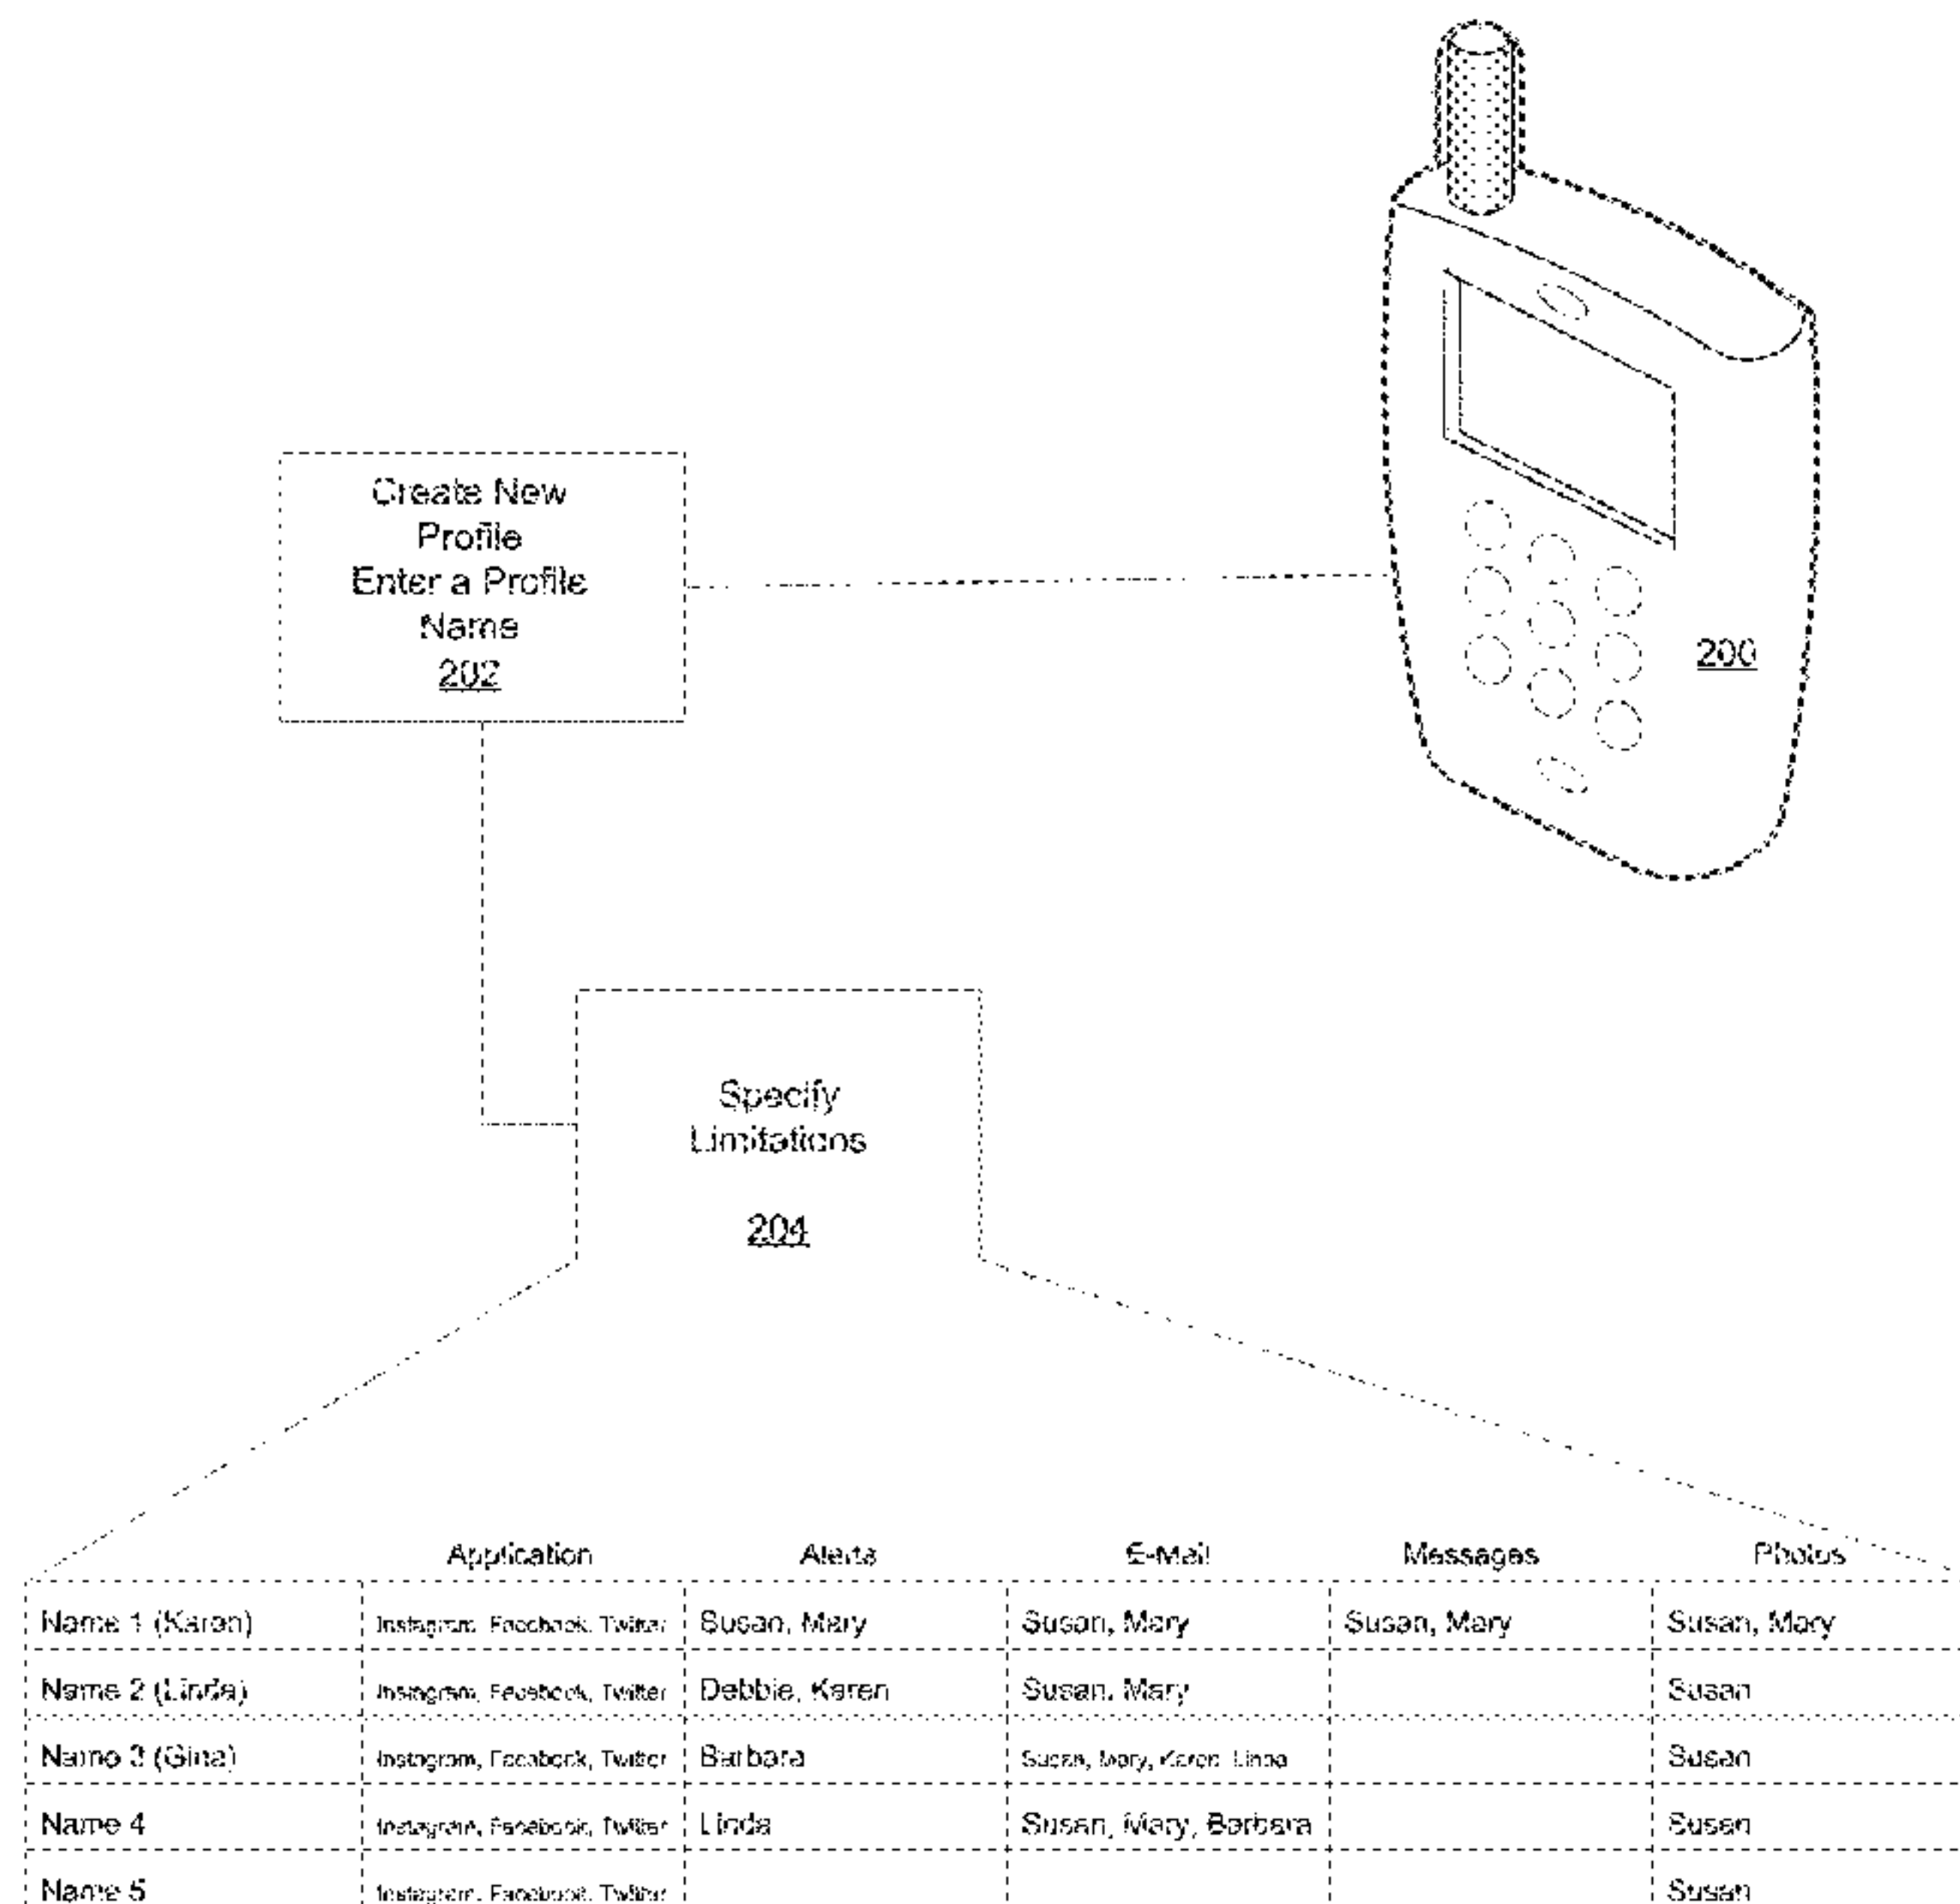 Create New
Profile
Enter a Profile
Name
202
200
Specify
Limitations
204
Application Alerts E-Mail Messages Photos
Name 1 (Karen) Instagram, Facebook, Twitter Susan, Mary Susan, Mary Susan, Mary Susan, Mary
Name 2 (Linda) Instagram, Facebook, Twitter Debbie, Karen Susan, Mary Susan
Name 3 (Gina) Instagram, Facebook, Twitter Barbara Susan, Mary, Karen, Linda Susan
Name 4 Instagram, Facebook, Twitter Linda Susan, Mary, Barbara Susan
Name 5 Instagram, Facebook, Twitter Susan